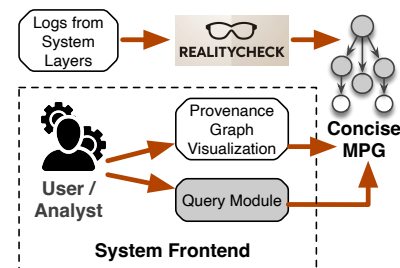 Logs from
System
Layers
REALITYCHECK
Provenance
Graph
Visualization
Concise
MPG
User /
Analyst
Query Module
System Frontend